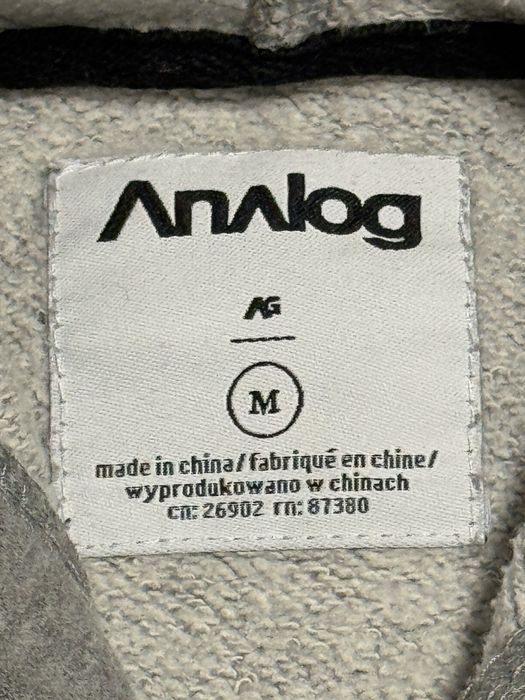 Analog
AG
M
made in china/fabriqué en chine/
wyprodukowano w chinach
cn: 26902 rn: 87380